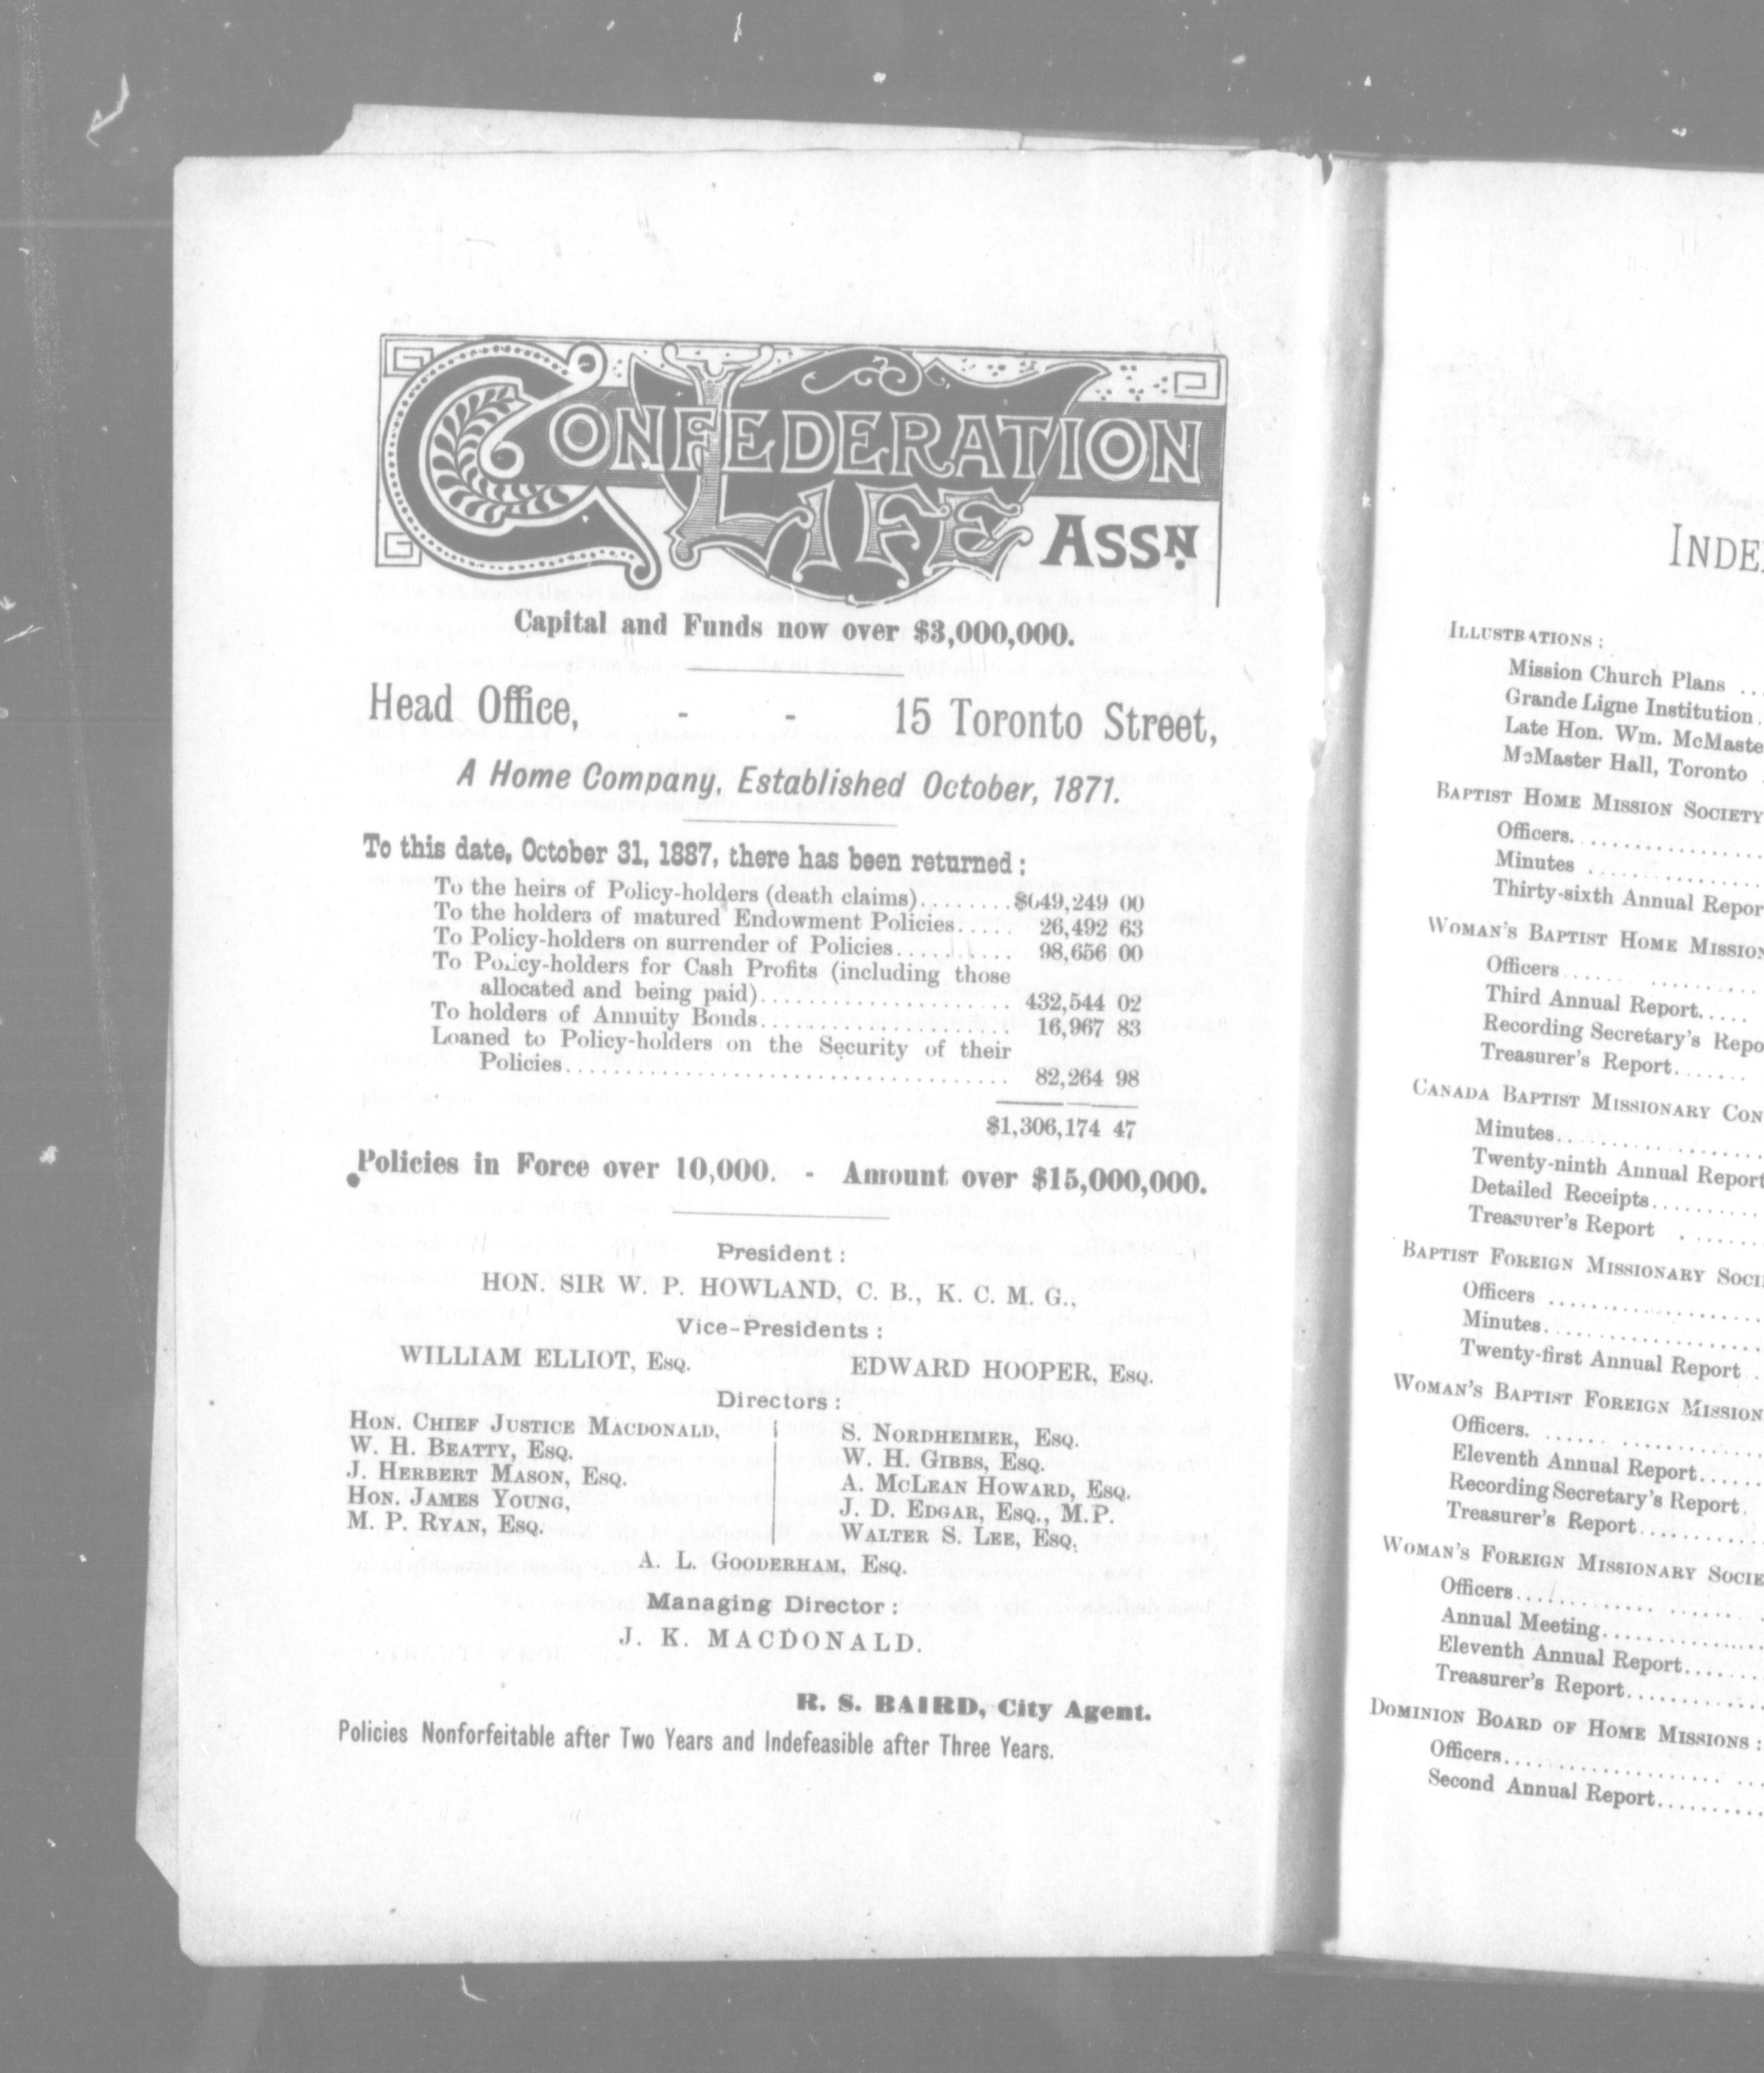 CONFEDERATION
LIFE ASSN.
Capital and Funds now over $3,000,000.
Head Office, - - 15 Toronto Street,
A Home Company, Established October, 1871.
To this date, October 31, 1887, there has been returned :
To the heirs of Policy-holders (death claims)........$649,249 00
To the holders of matured Endowment Policies..... 26,492 63
To Policy-holders on surrender of Policies.......... 98,656 00
To Policy-holders for Cash Profits (including those
allocated and being paid)..................... 432,544 02
To holders of Annuity Bonds..................... 16,967 83
Loaned to Policy-holders on the Security of their
Policies..................................... 82,264 98
$1,306,174 47
Policies in Force over 10,000. - Amount over $15,000,000.
President :
HON. SIR W. P. HOWLAND, C. B., K. C. M. G.,
Vice-Presidents :
WILLIAM ELLIOT, ESQ. EDWARD HOOPER, ESQ.
Directors :
HON. CHIEF JUSTICE MACDONALD,
W. H. BEATTY, ESQ.
J. HERBERT MASON, ESQ.
HON. JAMES YOUNG,
M. P. RYAN, ESQ.
S. NORDHEIMER, ESQ.
W. H. GIBBS, ESQ.
A. MCLEAN HOWARD, ESQ.
J. D. EDGAR, ESQ., M.P.
WALTER S. LEE, ESQ.
A. L. GOODERHAM, ESQ.
Managing Director :
J. K. MACDONALD.
R. S. BAIRD, City Agent.
Policies Nonforfeitable after Two Years and Indefeasible after Three Years.
INDE
ILLUSTRATIONS :
Mission Church Plans ...
Grande Ligne Institution.
Late Hon. Wm. McMaste
McMaster Hall, Toronto
BAPTIST HOME MISSION SOCIETY
Officers....................
Minutes ....................
Thirty-sixth Annual Repor
WOMAN'S BAPTIST HOME MISSION
Officers...... ............
Third Annual Report.....
Recording Secretary's Repo
Treasurer's Report.......
CANADA BAPTIST MISSIONARY CON
Minutes....................
Twenty-ninth Annual Report
Detailed Receipts..........
Treasurer's Report ........
BAPTIST FOREIGN MISSIONARY SOCI
Officers ...................
Minutes....................
Twenty-first Annual Report
WOMAN'S BAPTIST FOREIGN MISSION
Officers. ..................
Eleventh Annual Report......
Recording Secretary's Report.
Treasurer's Report...........
WOMAN'S FOREIGN MISSIONARY SOCIE
Officers............ .......
Annual Meeting..............
Eleventh Annual Report.......
Treasurer's Report...........
DOMINION BOARD OF HOME MISSIONS :
Officers.................. ...
Second Annual Report..........